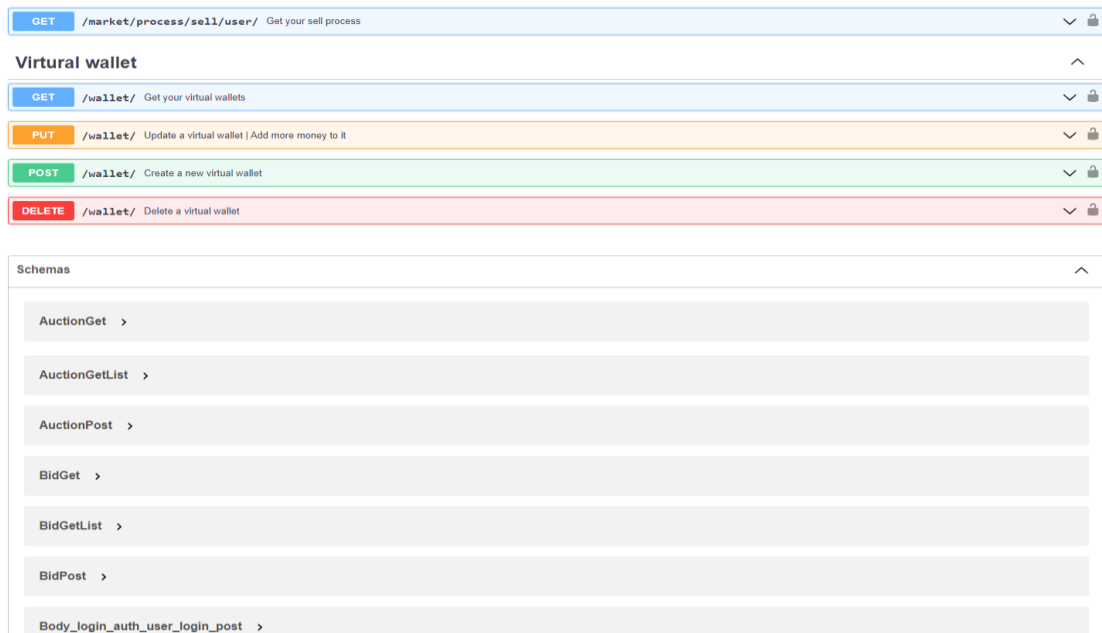 GET /market/process/sell/user/ Get your sell process
Virtural wallet
GET /wallet/ Get your virtual wallets
PUT /wallet/ Update a virtual wallet | Add more money to it
POST /wallet/ Create a new virtual wallet
DELETE /wallet/ Delete a virtual wallet
Schemas
AuctionGet
AuctionGetList
AuctionPost
BidGet
BidGetList
BidPost
Body_login_auth_user_login_post